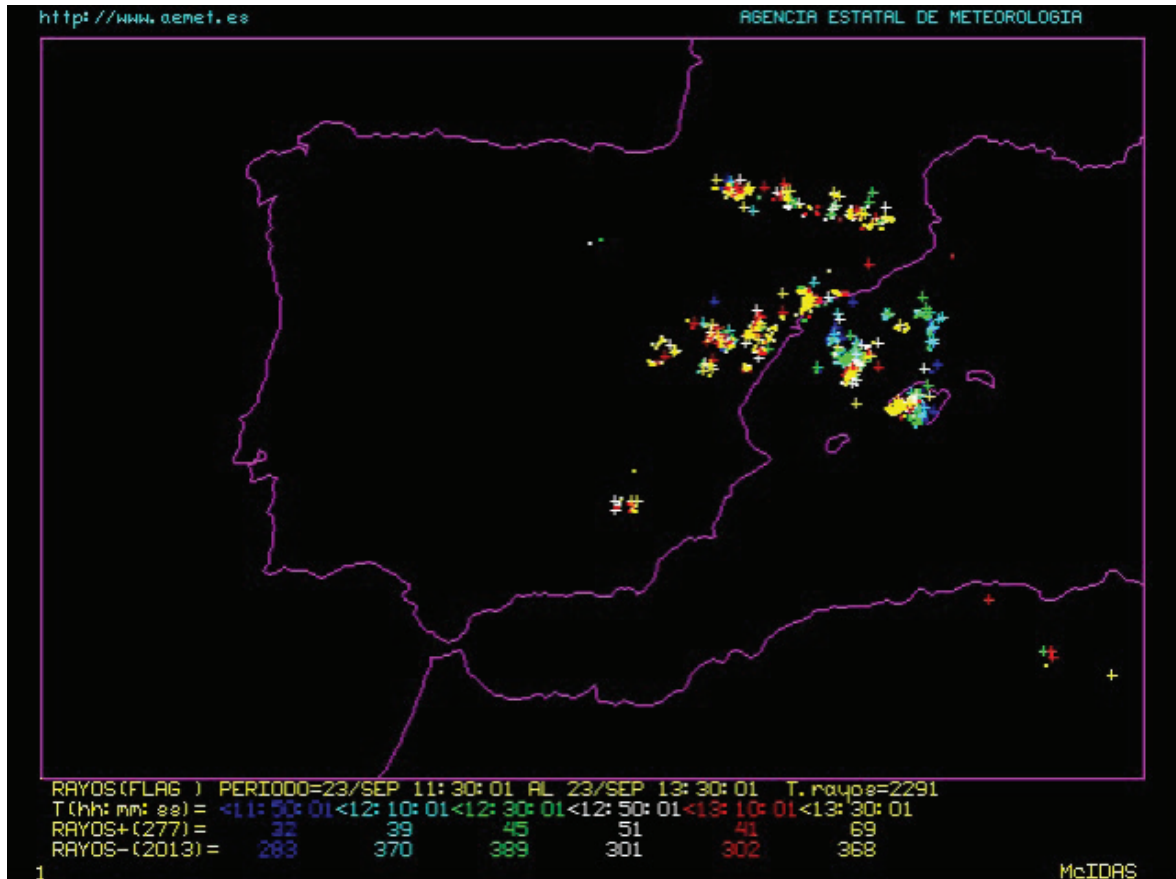 http://www.aemet.es AGENCIA ESTATAL DE METEOROLOGIA
RAYOS(FLAG ) PERIODO=23/SEP 11:30:01 AL 23/SEP 13:30:01 T.rayos=2291
T(hh:mm:ss)= <11:50:01 <12:10:01 <12:30:01 <12:50:01 <13:10:01 <13:30:01
RAYOS+(277)= 32 39 45 51 41 69
RAYOS-(2013)= 283 370 389 301 302 368
1 McIDAS